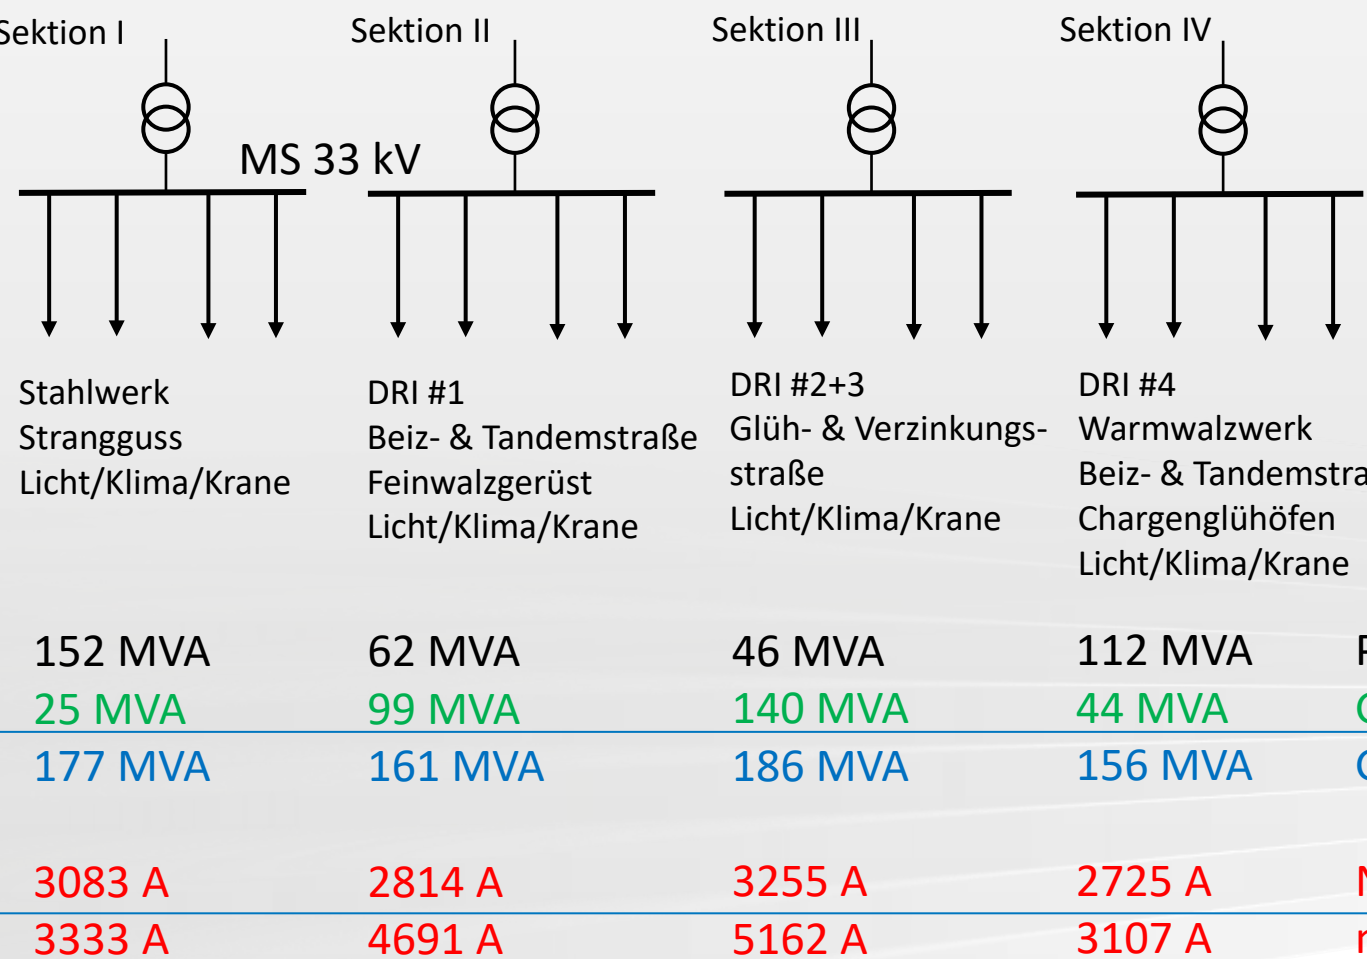 Sektion I
Sektion II
Sektion III
Sektion IV
MS 33 kV
Stahlwerk
Strangguss
Licht/Klima/Krane
DRI #1
Beiz- & Tandemstraße
Feinwalzgerüst
Licht/Klima/Krane
DRI #2+3
Glüh- & Verzinkungs-
straße
Licht/Klima/Krane
DRI #4
Warmwalzwerk
Beiz- & Tandemstra
Chargenglühöfen
Licht/Klima/Krane
152 MVA 62 MVA 46 MVA 112 MVA
25 MVA 99 MVA 140 MVA 44 MVA
177 MVA 161 MVA 186 MVA 156 MVA
3083 A 2814 A 3255 A 2725 A
3333 A 4691 A 5162 A 3107 A